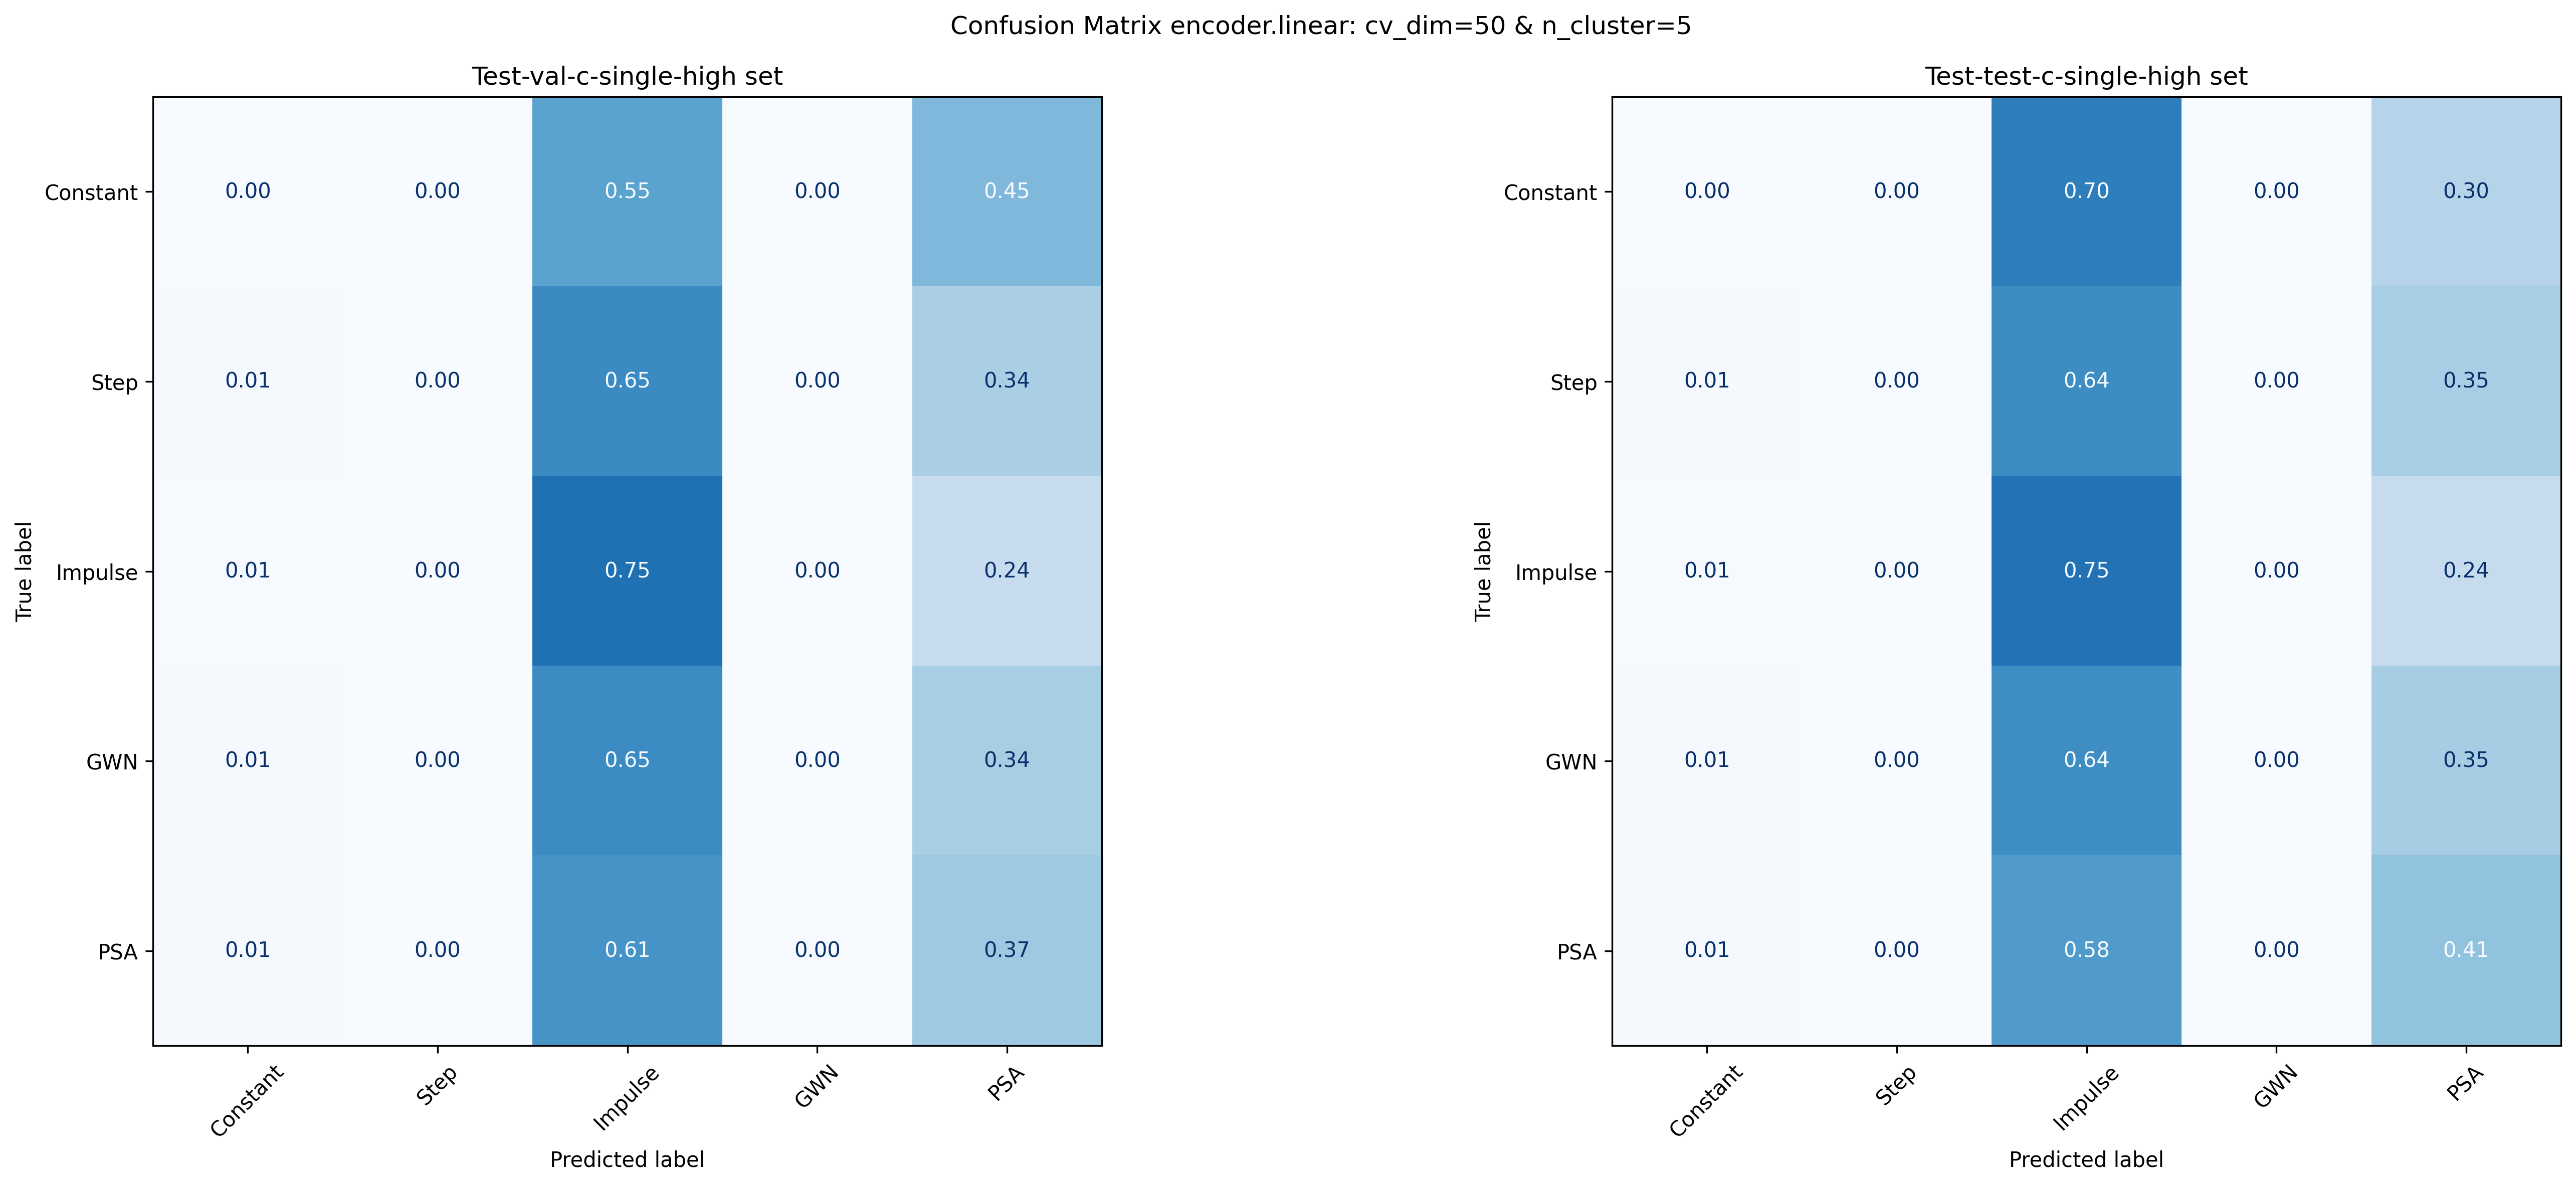 Confusion Matrix encoder.linear: cv_dim=50 & n_cluster=5
Test-val-c-single-high set
True label
Constant 0.00 0.00 0.55 0.00 0.45
Step 0.01 0.00 0.65 0.00 0.34
Impulse 0.01 0.00 0.75 0.00 0.24
GWN 0.01 0.00 0.65 0.00 0.34
PSA 0.01 0.00 0.61 0.00 0.37
Constant Step Impulse GWN PSA
Predicted label
Test-test-c-single-high set
True label
Constant 0.00 0.00 0.70 0.00 0.30
Step 0.01 0.00 0.64 0.00 0.35
Impulse 0.01 0.00 0.75 0.00 0.24
GWN 0.01 0.00 0.64 0.00 0.35
PSA 0.01 0.00 0.58 0.00 0.41
Constant Step Impulse GWN PSA
Predicted label